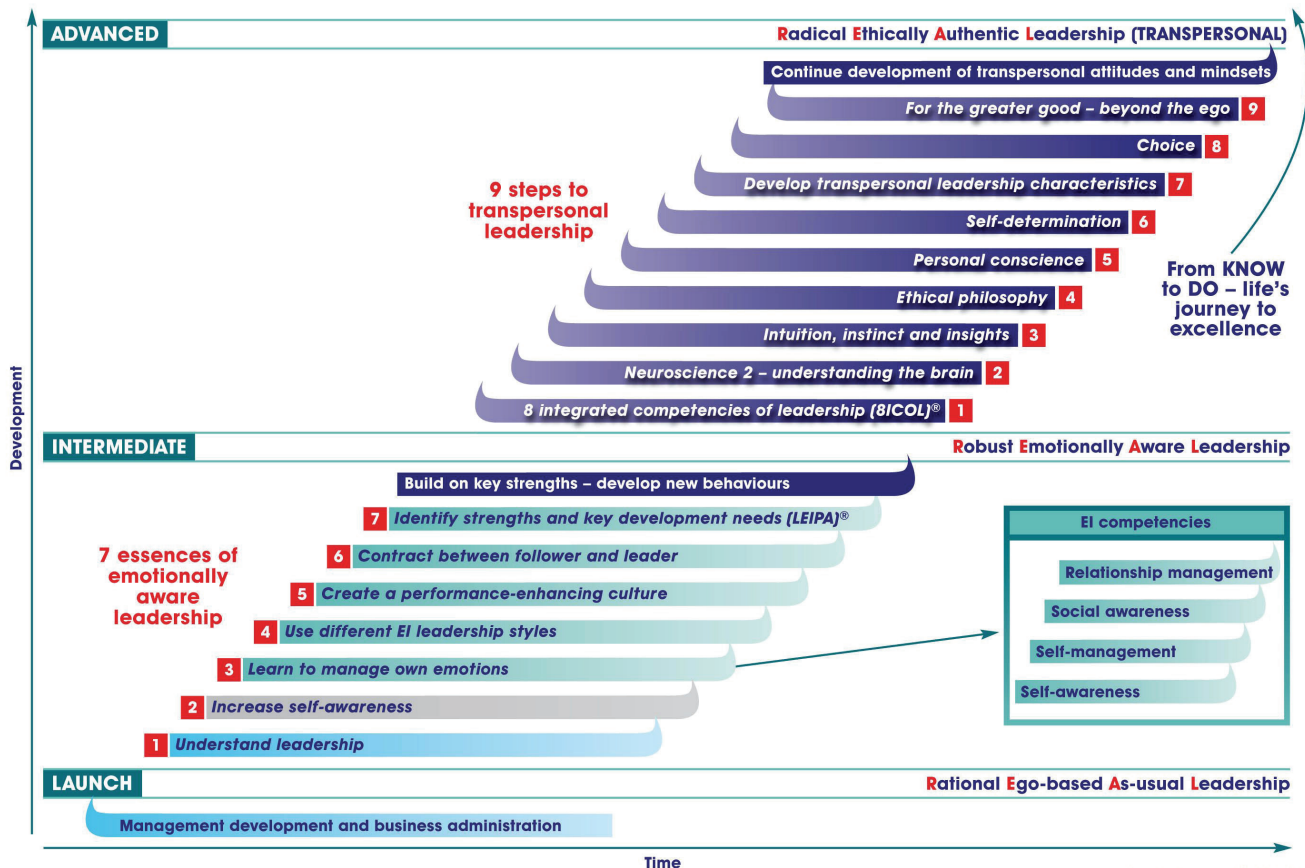 ADVANCED
Radical Ethically Authentic Leadership (TRANSPERSONAL)
Continue development of transpersonal attitudes and mindsets
For the greater good – beyond the ego 9
Choice 8
Develop transpersonal leadership characteristics 7
9 steps to
transpersonal
leadership
Self-determination 6
Personal conscience 5
Ethical philosophy 4
Intuition, instinct and insights 3
Neuroscience 2 – understanding the brain 2
8 integrated competencies of leadership (8ICOL)® 1
From KNOW
to DO – life's
journey to
excellence
Development
INTERMEDIATE
Robust Emotionally Aware Leadership
Build on key strengths – develop new behaviours
7 Identify strengths and key development needs (LEIPA)®
6 Contract between follower and leader
5 Create a performance-enhancing culture
4 Use different EI leadership styles
3 Learn to manage own emotions
2 Increase self-awareness
1 Understand leadership
7 essences of
emotionally
aware
leadership
EI competencies
Relationship management
Social awareness
Self-management
Self-awareness
LAUNCH
Rational Ego-based As-usual Leadership
Management development and business administration
Time